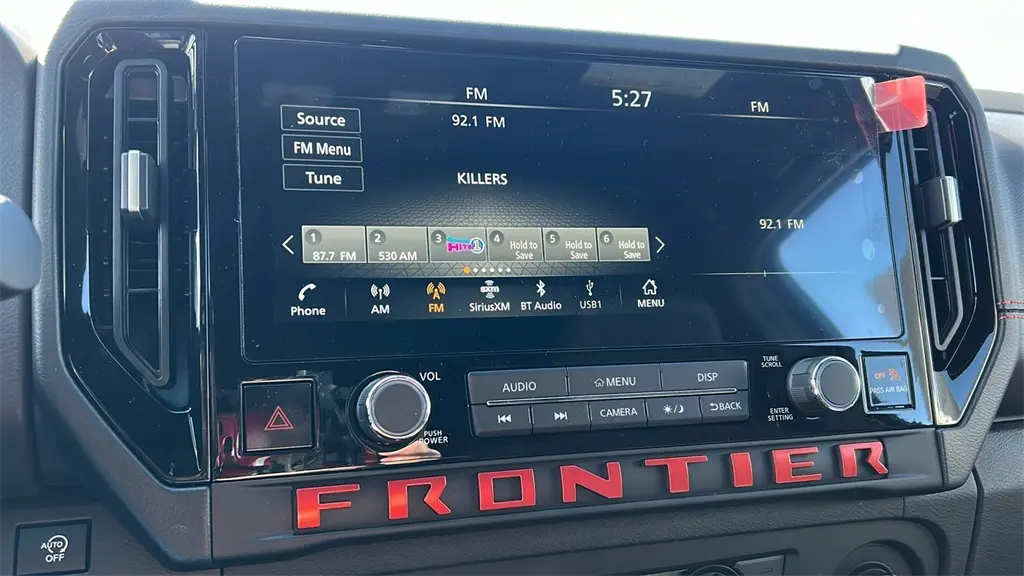 FM
5:27
FM
Source
92.1 FM
FM Menu
Tune
KILLERS
92.1 FM
1
87.7 FM
2
530 AM
3
HITS 1
4
Hold to
Save
5
Hold to
Save
6
Hold to
Save
Phone
AM
FM
sxm
SiriusXM
BT Audio
USB1
MENU
VOL
PUSH
POWER
AUDIO
MENU
DISP
CAMERA
BACK
TUNE
SCROLL
ENTER
SETTING
OFF
PASS AIR BAG
FRONTIER
AUTO
OFF